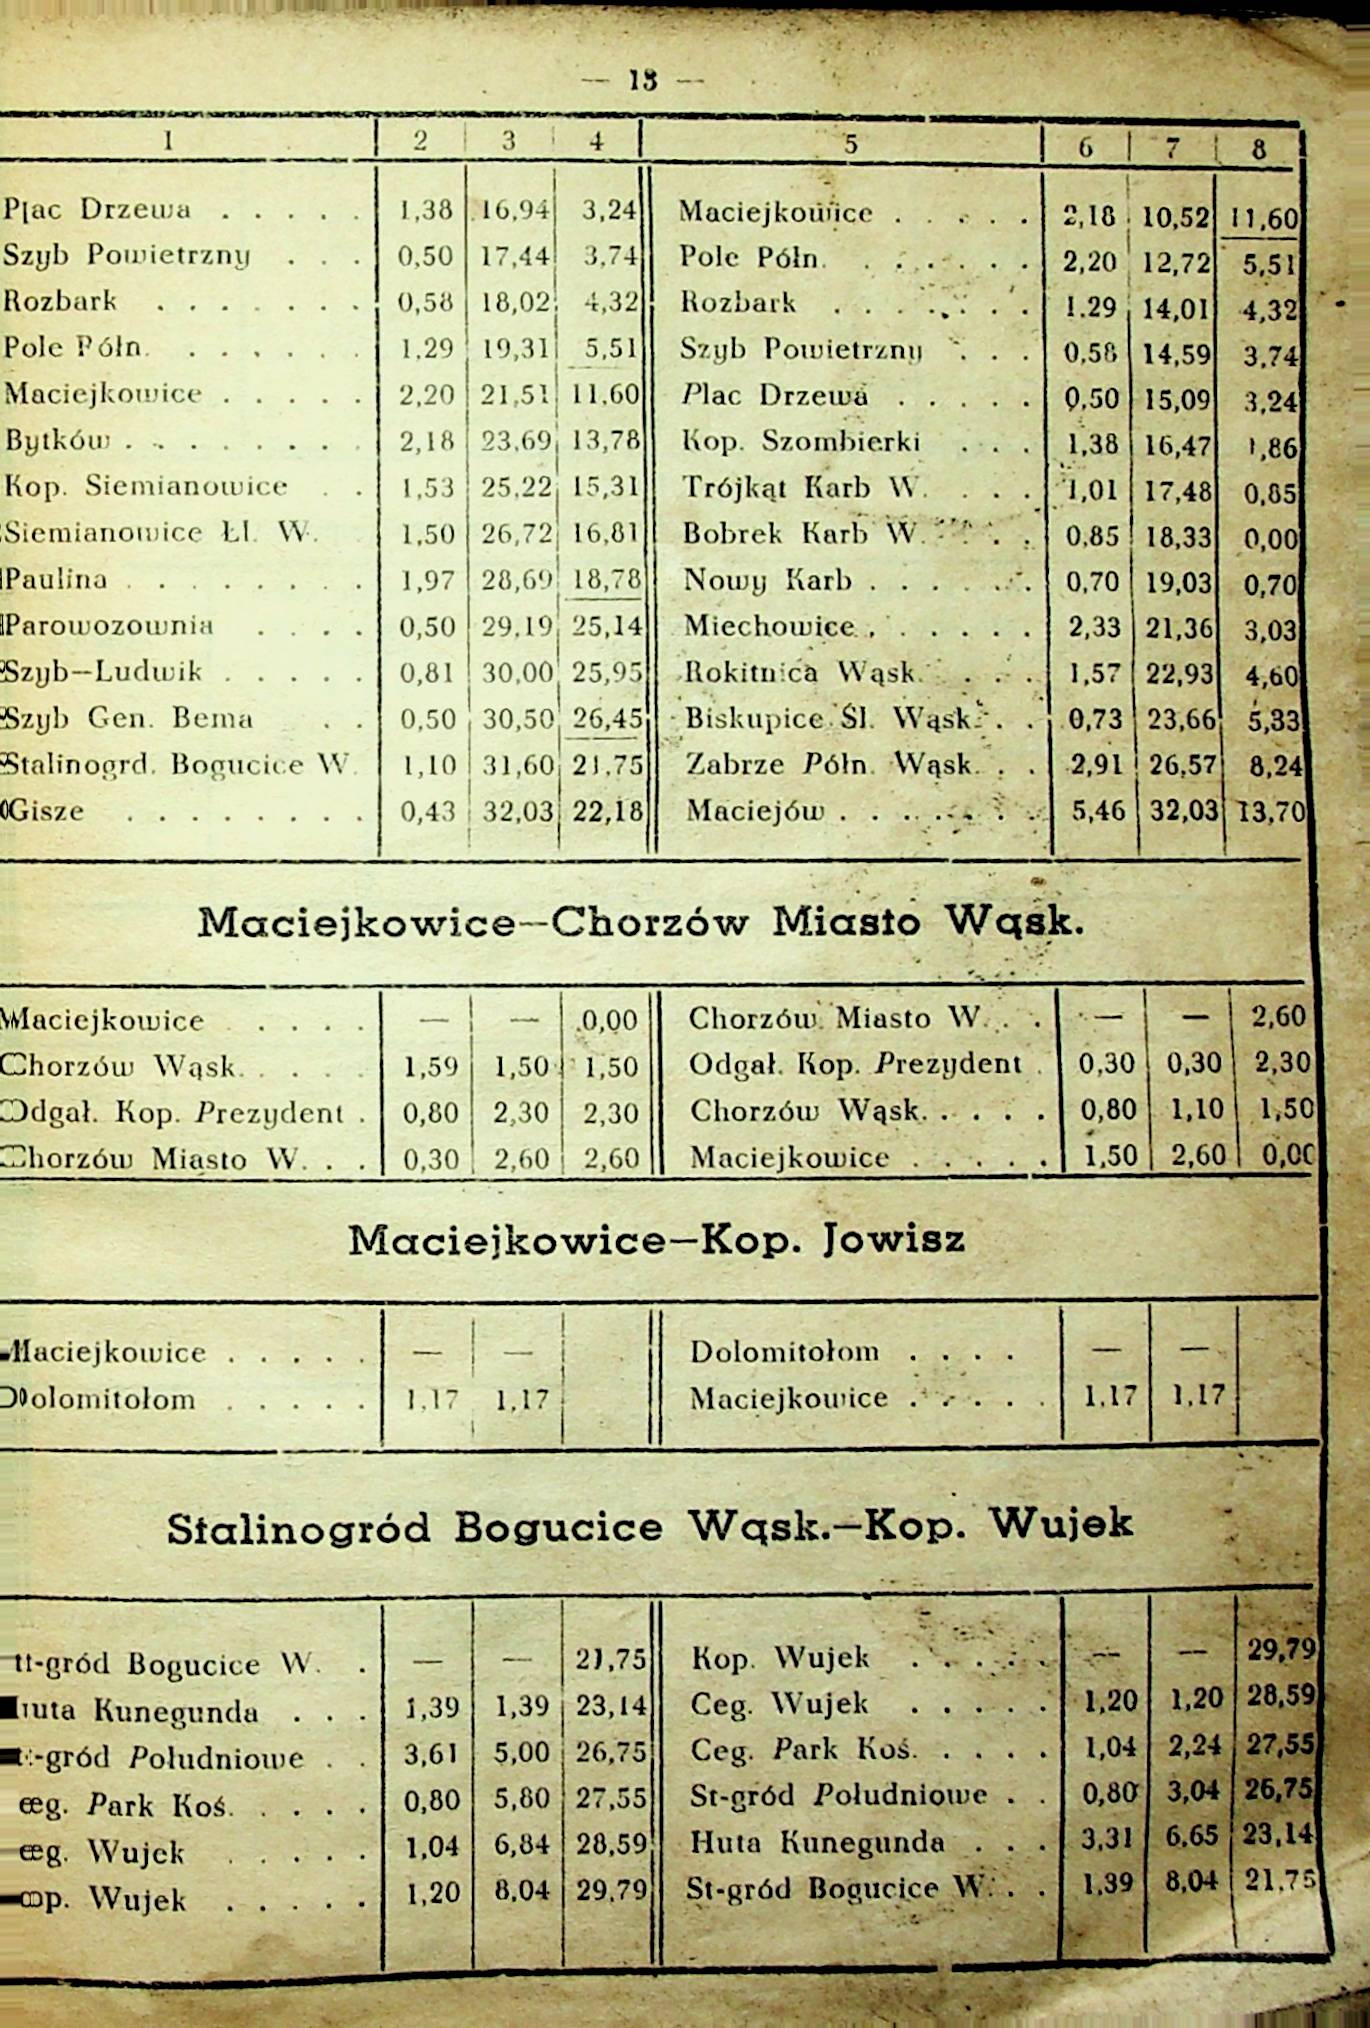 — 13 —
1 2 3 4 5 6 7 8
Plac Drzewa . . . . . 1,38 16,94 3,24 Maciejkowice . . . . . 2,18 10,52 11,60
Szyb Powietrzny . . . 0,50 17,44 3,74 Pole Półn. . . . . . . 2,20 12,72 5,51
Rozbark . . . . . . . 0,58 18,02 4,32 Rozbark . . . . . . . 1.29 14,01 4,32
Pole Półn. . . . . . . 1,29 19,31 5,51 Szyb Powietrzny . . . 0,58 14,59 3,74
Maciejkowice . . . . . 2,20 21,51 11,60 Plac Drzewa . . . . . 0,50 15,09 3,24
Bytków . . . . . . . . 2,18 23,69 13,78 Kop. Szombierki . . . 1,38 16,47 1,86
Kop. Siemianowice . . 1,53 25,22 15,31 Trójkąt Karb W. . . . 1,01 17,48 0,85
Siemianowice Łl. W. 1,50 26,72 16,81 Bobrek Karb W. . . . 0,85 18,33 0,00
Paulina . . . . . . . 1,97 28,69 18,78 Nowy Karb . . . . . . 0,70 19,03 0,70
Parowozownia . . . . 0,50 29,19 25,14 Miechowice . . . . . . 2,33 21,36 3,03
Szyb—Ludwik . . . . . 0,81 30,00 25,95 Rokitnica Wąsk. . . . 1,57 22,93 4,60
Szyb Gen. Bema . . 0,50 30,50 26,45 Biskupice Śl. Wąsk. . . 0,73 23,66 5,33
Stalinogrd. Bogucice W. 1,10 31,60 21,75 Zabrze Półn. Wąsk. . . 2,91 26,57 8,24
Gisze . . . . . . . . 0,43 32,03 22,18 Maciejów . . . . . . . 5,46 32,03 13,70
Maciejkowice—Chorzów Miasto Wąsk.
Maciejkowice . . . . — — 0,00 Chorzów Miasto W. . . — — 2,60
Chorzów Wąsk. . . . . 1,59 1,50 1,50 Odgał. Kop. Prezydent . 0,30 0,30 2,30
Odgał. Kop. Prezydent . 0,80 2,30 2,30 Chorzów Wąsk. . . . . 0,80 1,10 1,50
Chorzów Miasto W. . . 0,30 2,60 2,60 Maciejkowice . . . . . 1,50 2,60 0,00
Maciejkowice—Kop. Jowisz
Maciejkowice . . . . . — — Dolomitołom . . . . — —
Dolomitołom . . . . . 1,17 1,17 Maciejkowice . . . . . 1,17 1,17
Stalinogród Bogucice Wąsk.—Kop. Wujek
t-gród Bogucice W. . — — 21,75 Kop. Wujek . . . . . — — 29,79
uta Kunegunda . . . 1,39 1,39 23,14 Ceg. Wujek . . . . . 1,20 1,20 28,59
-gród Południowe . . 3,61 5,00 26,75 Ceg. Park Koś. . . . . 1,04 2,24 27,55
eg. Park Koś. . . . . 0,80 5,80 27,55 St-gród Południowe . . 0,80 3,04 26,75
eg. Wujek . . . . . 1,04 6,84 28,59 Huta Kunegunda . . . 3,31 6,65 23,14
op. Wujek . . . . . 1,20 8,04 29,79 St-gród Bogucice W. . . 1,39 8,04 21,75